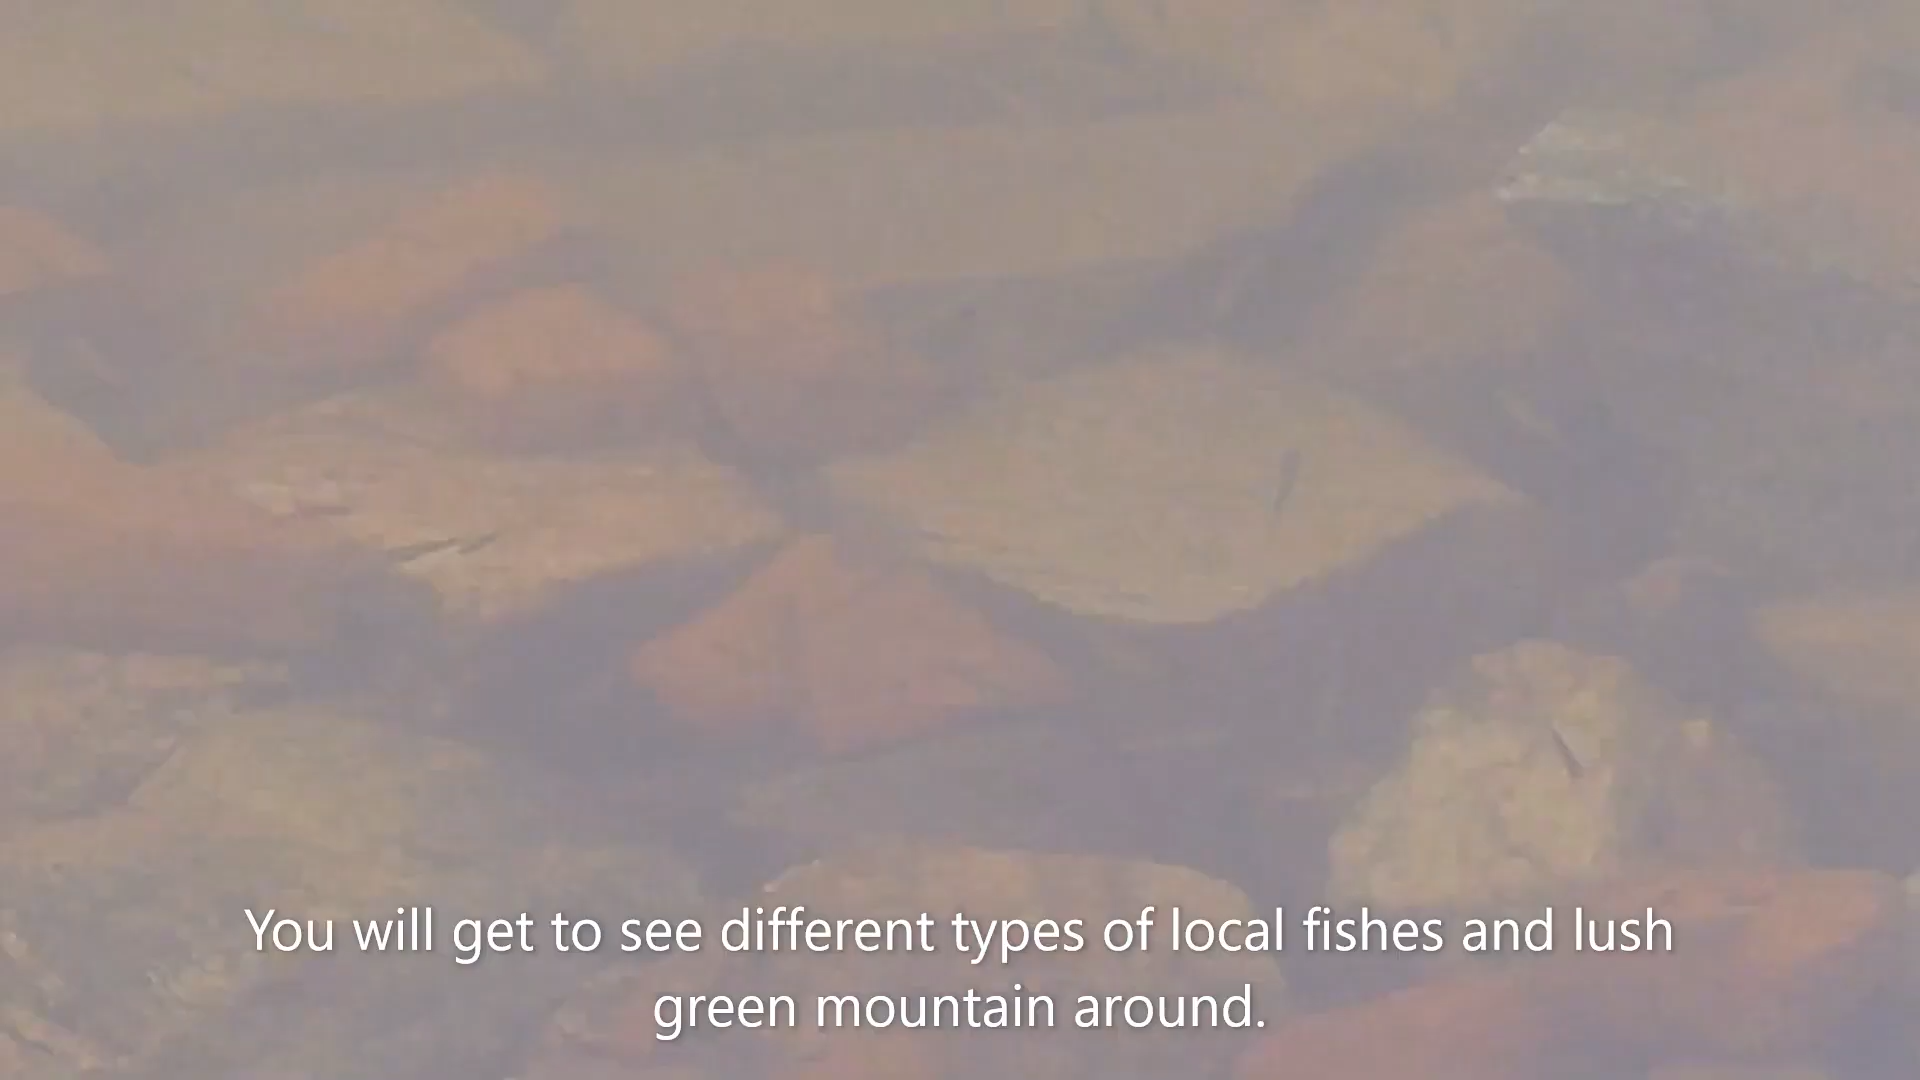 You will get to see different types of local fishes and lush
green mountain around.